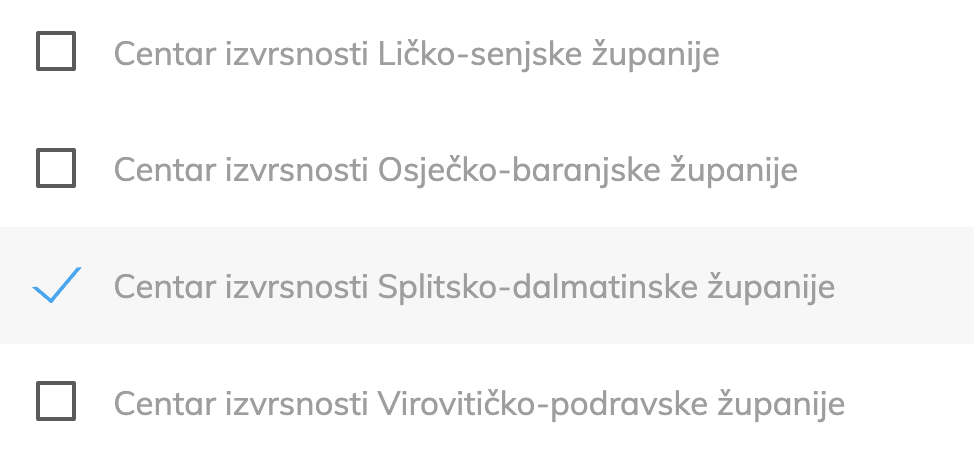 Centar izvrsnosti Ličko-senjske županije
Centar izvrsnosti Osječko-baranjske županije
Centar izvrsnosti Splitsko-dalmatinske županije
Centar izvrsnosti Virovitičko-podravske županije